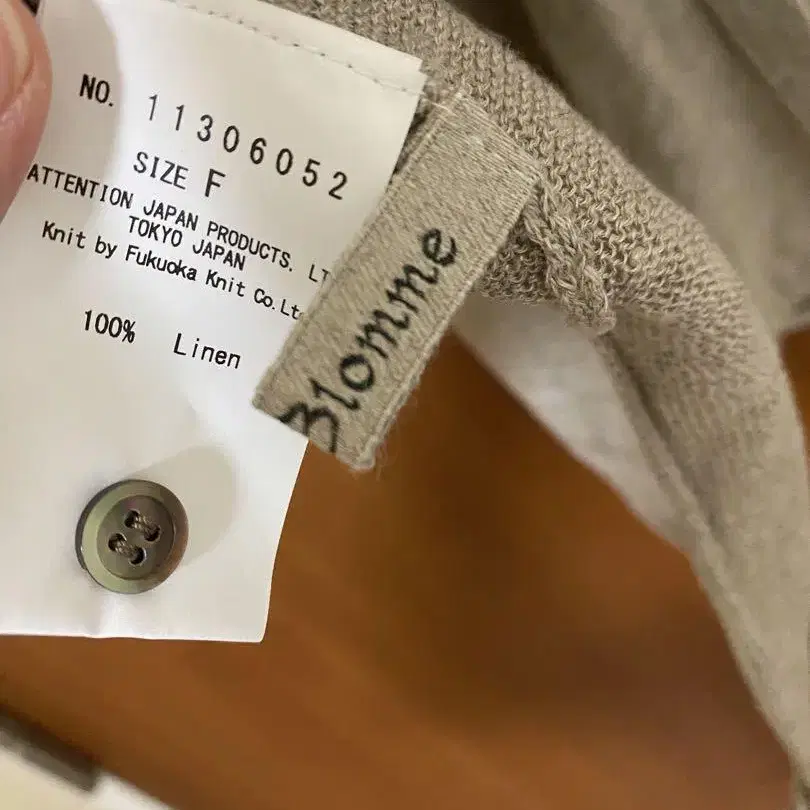 NO. 11306052
SIZE F
ATTENTION JAPAN PRODUCTS. LT
TOKYO JAPAN
Knit by Fukuoka Knit Co. Lt
100% Linen
Blomme